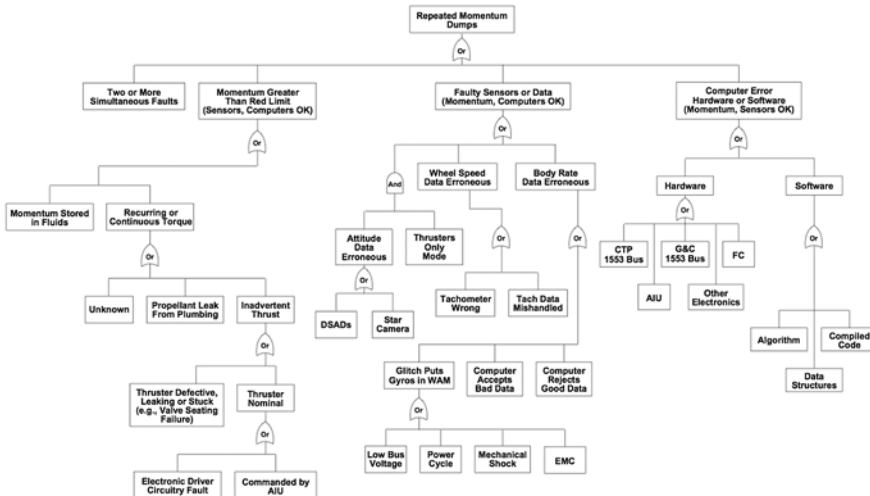 Repeated Momentum
Dumps
Or
Two or More
Simultaneous Faults
Momentum Greater
Than Red Limit
(Sensors, Computers OK)
Faulty Sensors or Data
(Momentum, Computers OK)
Computer Error
Hardware or Software
(Momentum, Sensors OK)
Or
Or
Or
Momentum Stored
in Fluids
Recurring or
Continuous Torque
And
Wheel Speed
Data Erroneous
Body Rate
Data Erroneous
Hardware
Software
Or
Attitude
Data
Erroneous
Thrusters
Only
Mode
Or
Or
Or
Or
CTP
1553 Bus
G&C
1553 Bus
FC
AIU
Other
Electronics
Unknown
Propellant Leak
From Plumbing
Inadvertent
Thrust
Or
DSADs
Star
Camera
Tachometer
Wrong
Tach Data
Mishandled
Algorithm
Compiled
Code
Data
Structures
Or
Thruster Defective,
Leaking or Stuck
(e.g., Valve Seating
Failure)
Thruster
Nominal
Glitch Puts
Gyros in WAM
Computer
Accepts
Bad Data
Computer
Rejects
Good Data
Or
Or
Electronic Driver
Circuitry Fault
Commanded by
AIU
Low Bus
Voltage
Power
Cycle
Mechanical
Shock
EMC